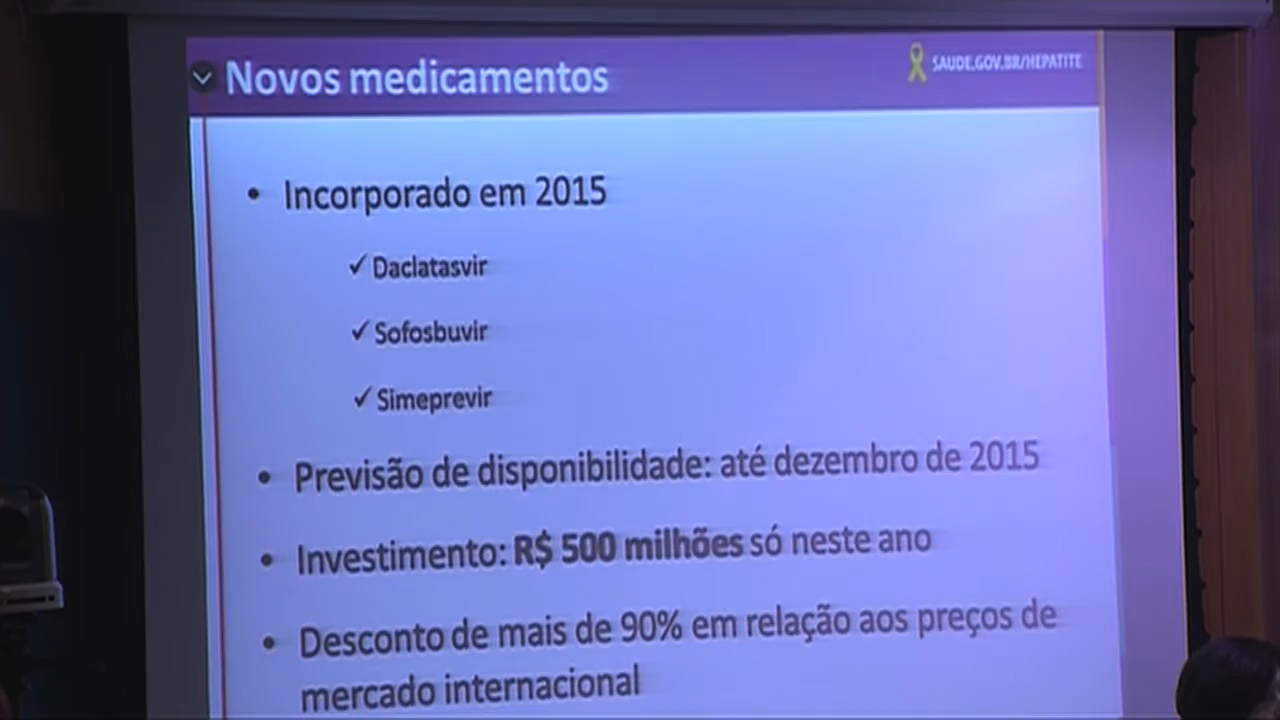 Novos medicamentos
SAUDE.GOV.BR/HEPATITE
• Incorporado em 2015
✓ Daclatasvir
✓ Sofosbuvir
✓ Simeprevir
• Previsão de disponibilidade: até dezembro de 2015
• Investimento: R$ 500 milhões só neste ano
• Desconto de mais de 90% em relação aos preços de
mercado internacional